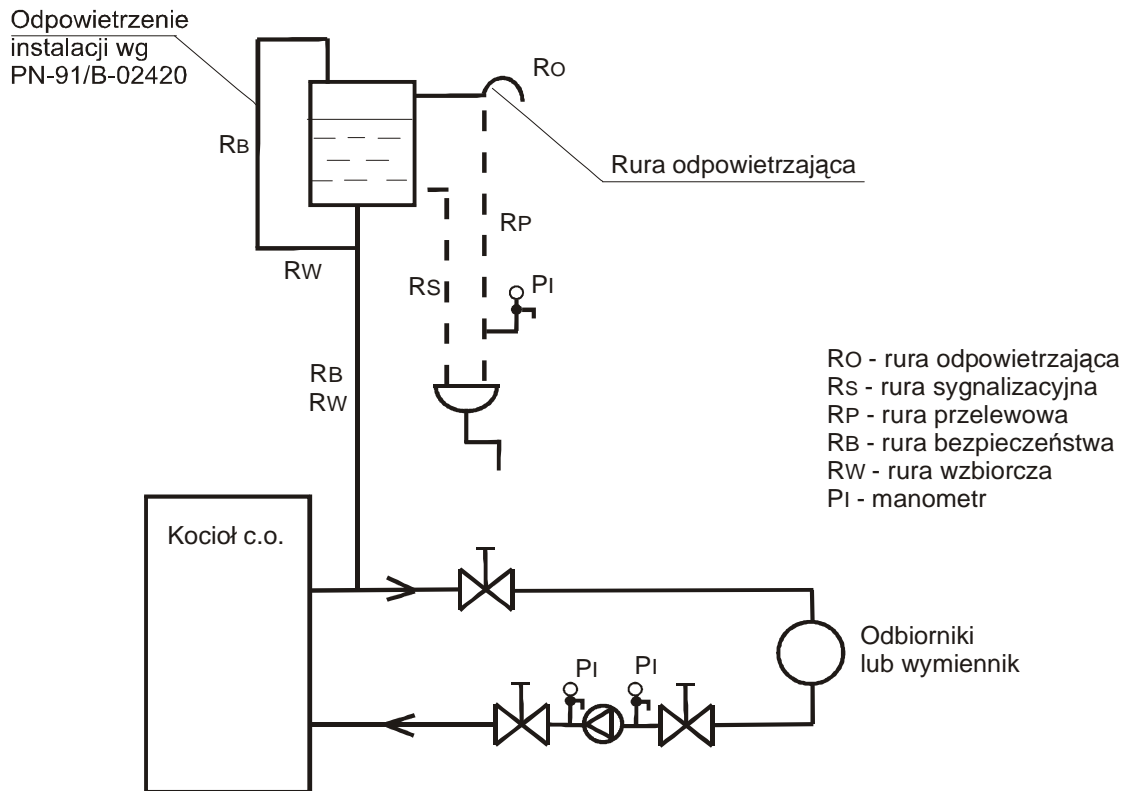 Odpowietrzenie
instalacji wg
PN-91/B-02420
RO
RB
Rura odpowietrzająca
RP
RW
RS
PI
RB
RW
RO - rura odpowietrzająca
RS - rura sygnalizacyjna
RP - rura przelewowa
RB - rura bezpieczeństwa
RW - rura wzbiorcza
PI - manometr
Kocioł c.o.
Odbiorniki
lub wymiennik
PI
PI